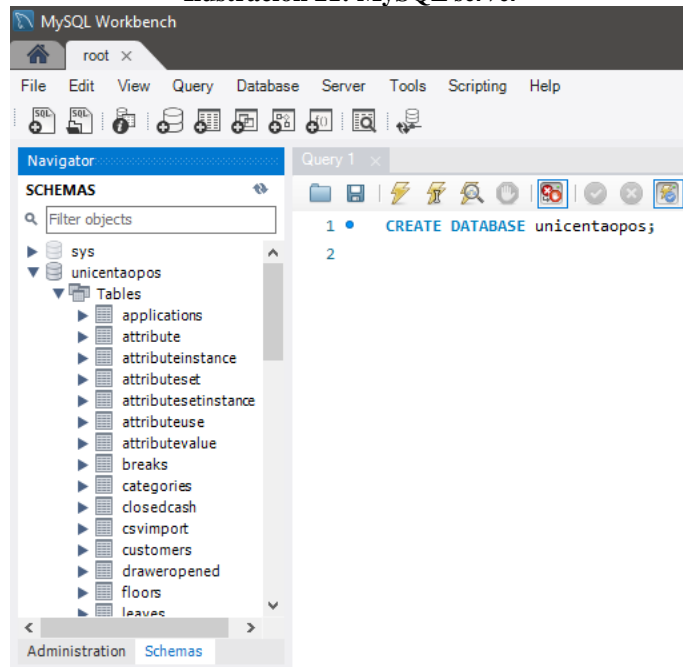 MySQL Workbench
root
File Edit View Query Database Server Tools Scripting Help
Navigator
SCHEMAS
Filter objects
sys
unicentaopos
Tables
applications
attribute
attributeinstance
attributeset
attributesetinstance
attributeuse
attributevalue
breaks
categories
closedcash
csvimport
customers
draweropened
floors
leaves
Administration Schemas
Query 1
1 CREATE DATABASE unicentaopos;
2